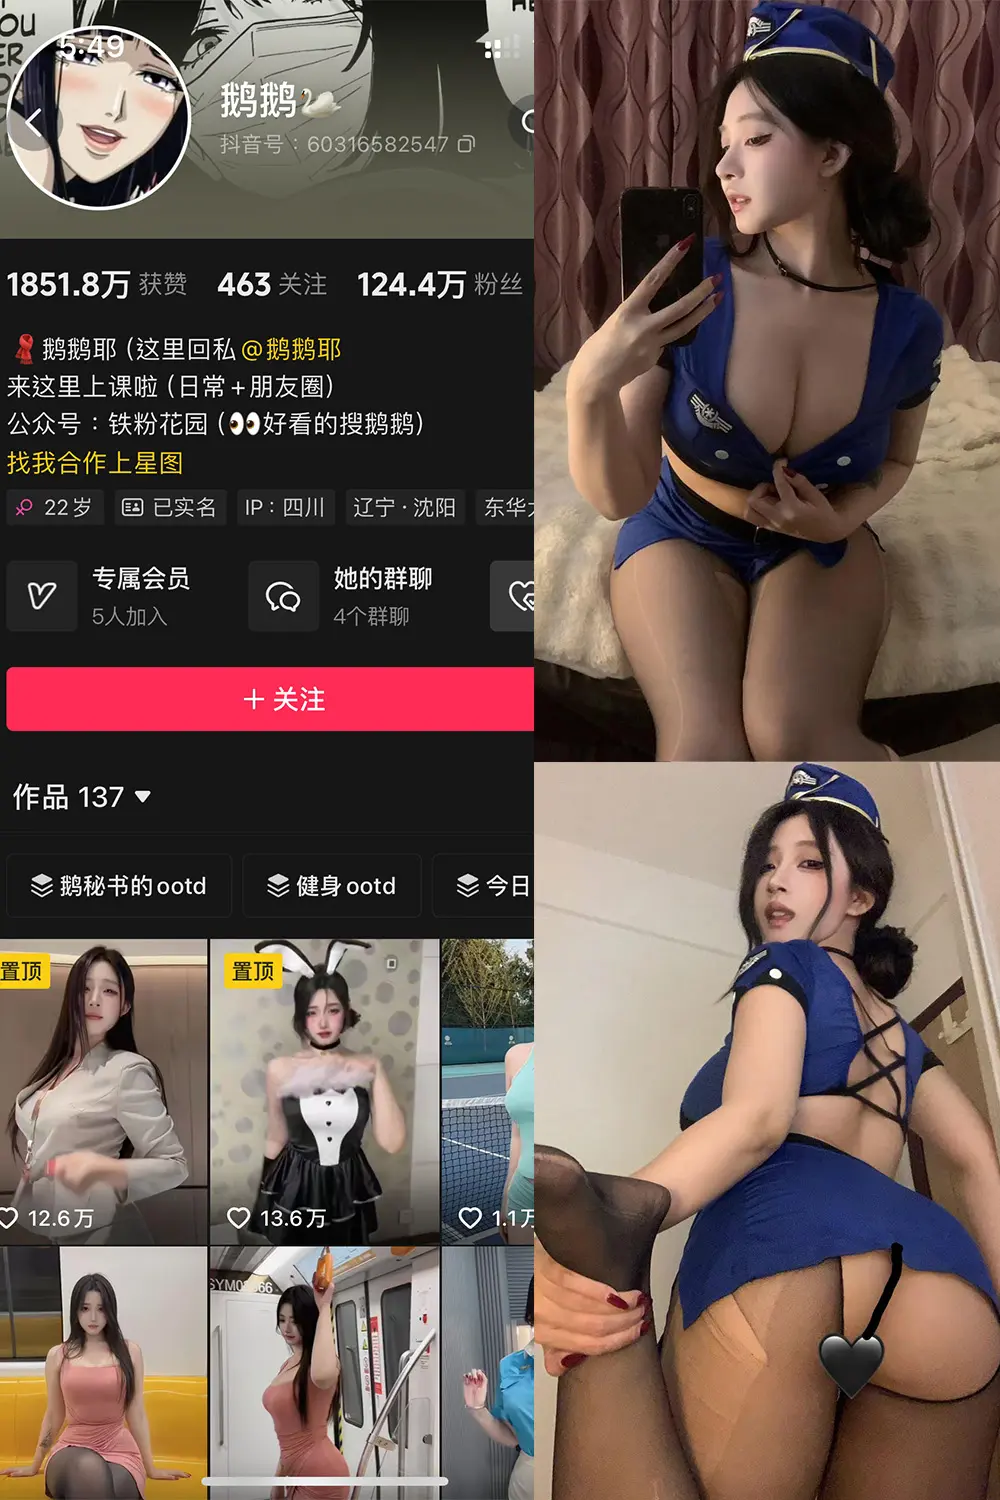 OU
ER
5:49
鹅鹅🦢
抖音号：60316582547
1851.8万 获赞 463 关注 124.4万 粉丝
鹅鹅耶（这里回私 @鹅鹅耶
来这里上课啦（日常+朋友圈）
公众号：铁粉花园（👀好看的搜鹅鹅）
找我合作上星图
22岁 已实名 IP：四川 辽宁·沈阳 东华
专属会员 她的群聊
5人加入 4个群聊
+ 关注
作品 137
鹅秘书的ootd 健身ootd 今日
置顶 置顶
12.6万 13.6万 1.1万